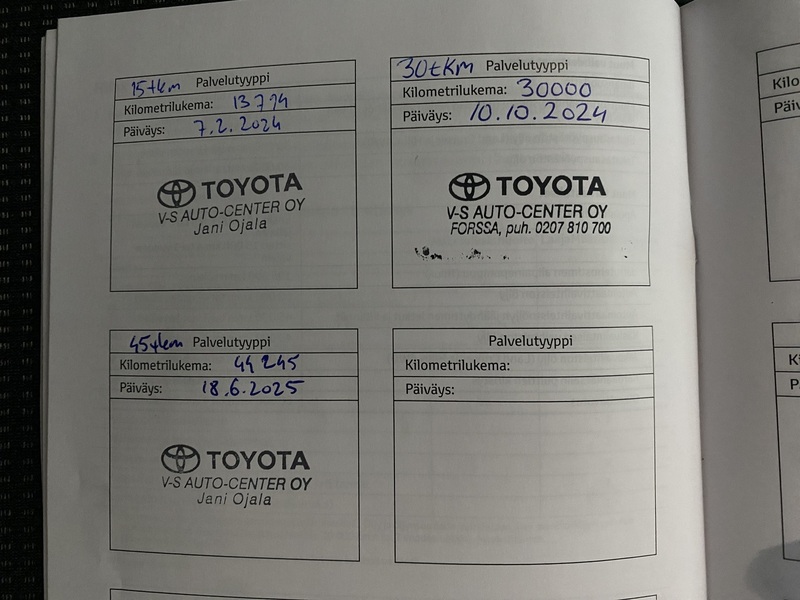 15tkm Palvelutyyppi
Kilometrilukema: 13774
Päiväys: 7.2.2024
TOYOTA
V-S AUTO-CENTER OY
Jani Ojala
30tkm Palvelutyyppi
Kilometrilukema: 30000
Päiväys: 10.10.2024
TOYOTA
V-S AUTO-CENTER OY
FORSSA, puh. 0207 810 700
45tkm Palvelutyyppi
Kilometrilukema: 44245
Päiväys: 18.6.2025
TOYOTA
V-S AUTO-CENTER OY
Jani Ojala
Palvelutyyppi
Kilometrilukema:
Päiväys: